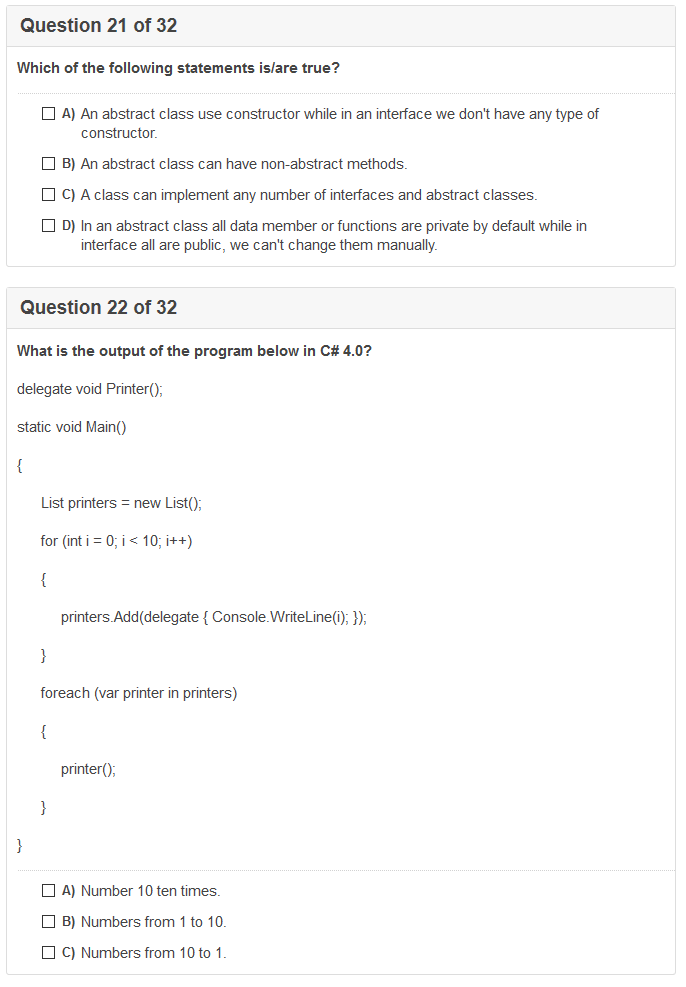 Question 21 of 32
Which of the following statements is/are true?
A) An abstract class use constructor while in an interface we don't have any type of
constructor.
B) An abstract class can have non-abstract methods.
C) A class can implement any number of interfaces and abstract classes.
D) In an abstract class all data member or functions are private by default while in
interface all are public, we can't change them manually.
Question 22 of 32
What is the output of the program below in C# 4.0?
delegate void Printer();
static void Main()
{
List printers = new List();
for (int i = 0; i < 10; i++)
{
printers.Add(delegate { Console.WriteLine(i); });
}
foreach (var printer in printers)
{
printer();
}
}
A) Number 10 ten times.
B) Numbers from 1 to 10.
C) Numbers from 10 to 1.